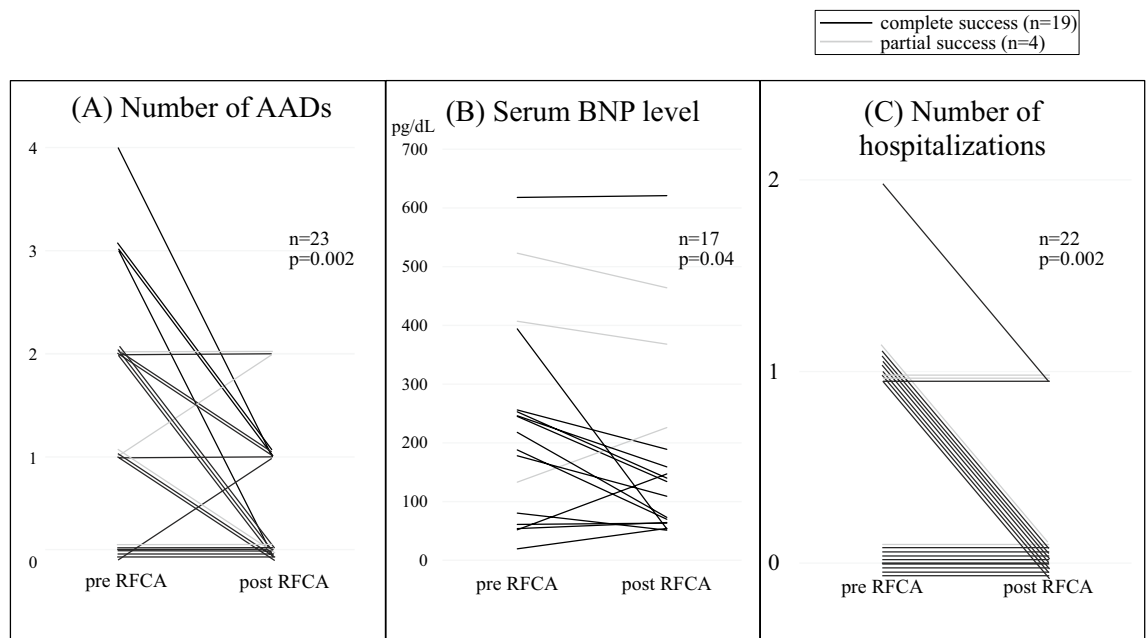 complete success (n=19)
partial success (n=4)
(A) Number of AADs
4
3
2
1
0
n=23
p=0.002
pre RFCA
post RFCA
(B) Serum BNP level
pg/dL
700
600
500
400
300
200
100
0
n=17
p=0.04
pre RFCA
post RFCA
(C) Number of
hospitalizations
2
1
0
n=22
p=0.002
pre RFCA
post RFCA